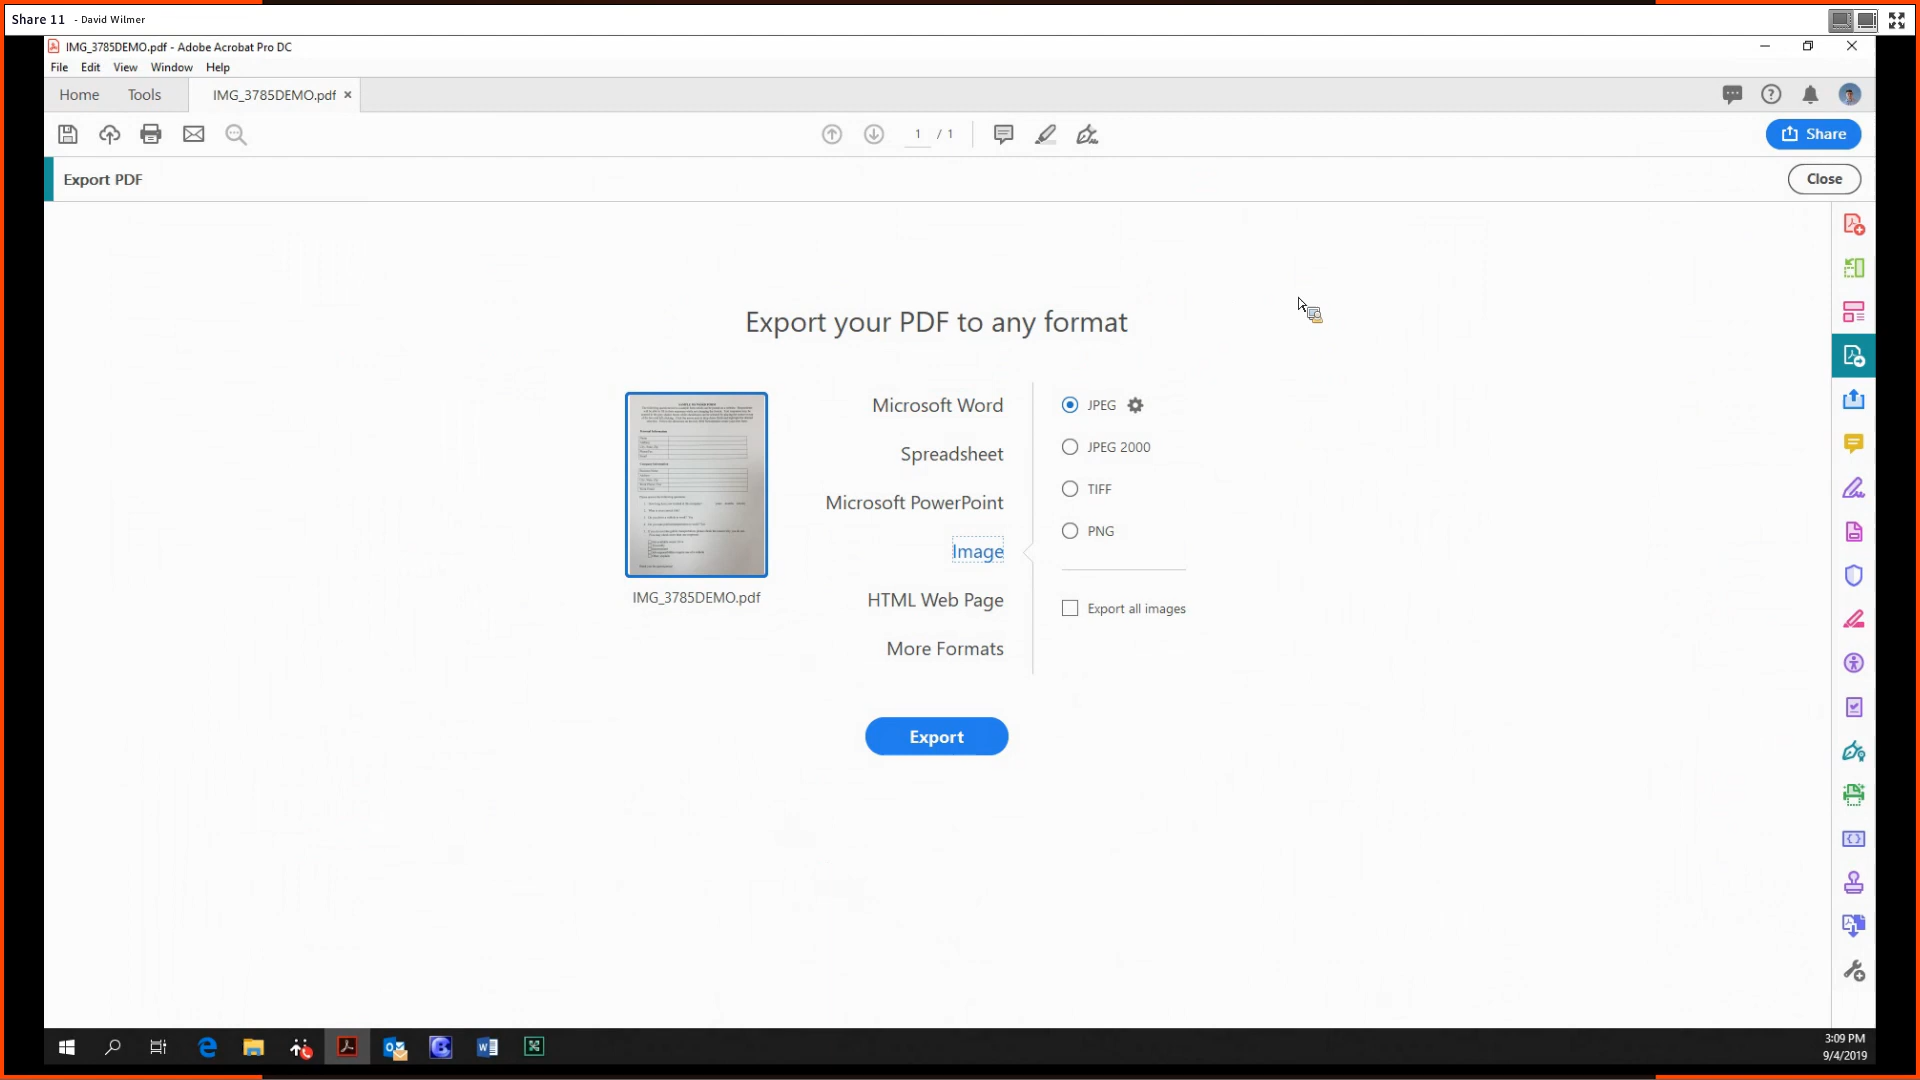 Share 11 - David Wilmer
IMG_3785DEMO.pdf - Adobe Acrobat Pro DC
File Edit View Window Help
Home Tools IMG_3785DEMO.pdf ×
1 / 1
Share
Export PDF
Close
Export your PDF to any format
Microsoft Word
Spreadsheet
Microsoft PowerPoint
Image
HTML Web Page
More Formats
JPEG
JPEG 2000
TIFF
PNG
Export all images
IMG_3785DEMO.pdf
Export
3:09 PM
9/4/2019